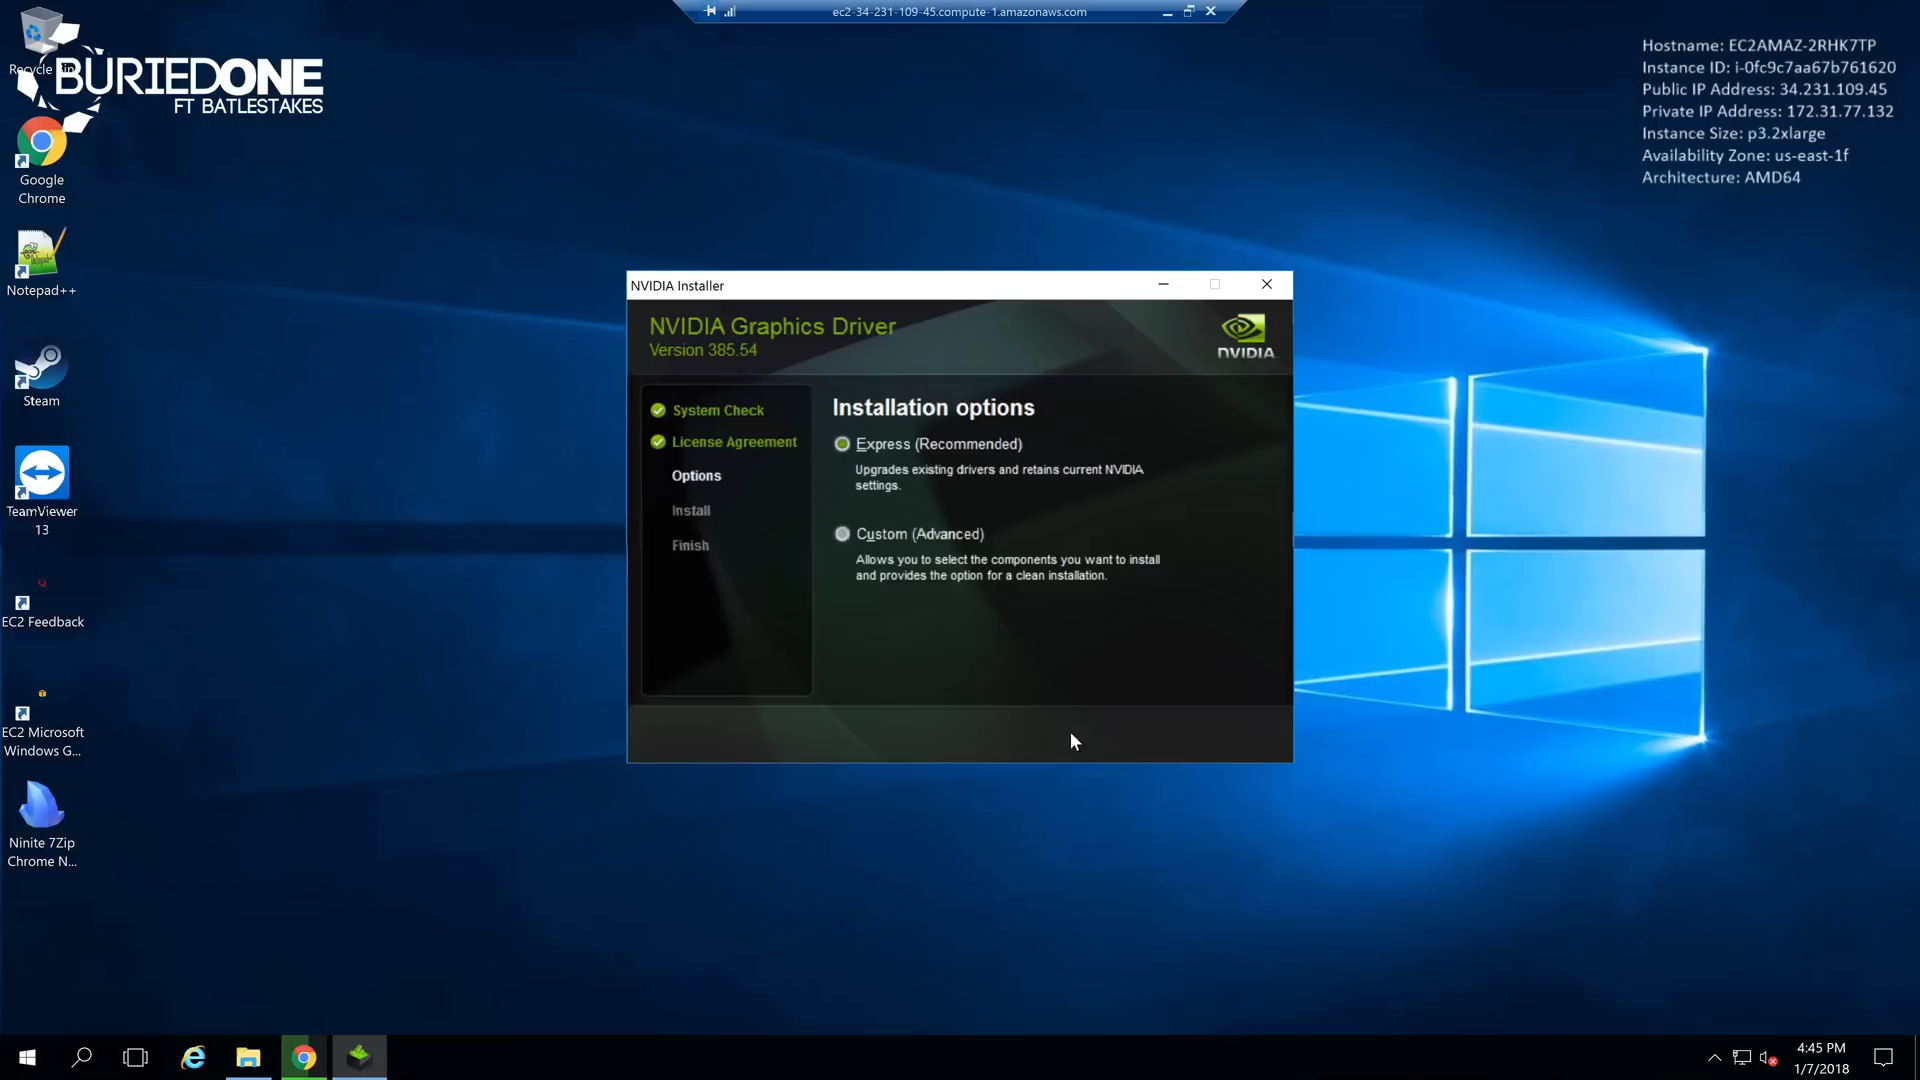 ec2-34-231-109-45.compute-1.amazonaws.com
Hostname: EC2AMAZ-2RHK7TP
Instance ID: i-0fc9c7aa67b761620
Public IP Address: 34.231.109.45
Private IP Address: 172.31.77.132
Instance Size: p3.2xlarge
Availability Zone: us-east-1f
Architecture: AMD64
Recycle Bin
BURIEDONE
FT BATLESTAKES
Google
Chrome
Notepad++
Steam
TeamViewer
13
EC2 Feedback
EC2 Microsoft
Windows G...
Ninite 7Zip
Chrome N...
NVIDIA Installer
NVIDIA Graphics Driver
Version 385.54
NVIDIA
System Check
License Agreement
Options
Install
Finish
Installation options
Express (Recommended)
Upgrades existing drivers and retains current NVIDIA
settings.
Custom (Advanced)
Allows you to select the components you want to install
and provides the option for a clean installation.
4:45 PM
1/7/2018